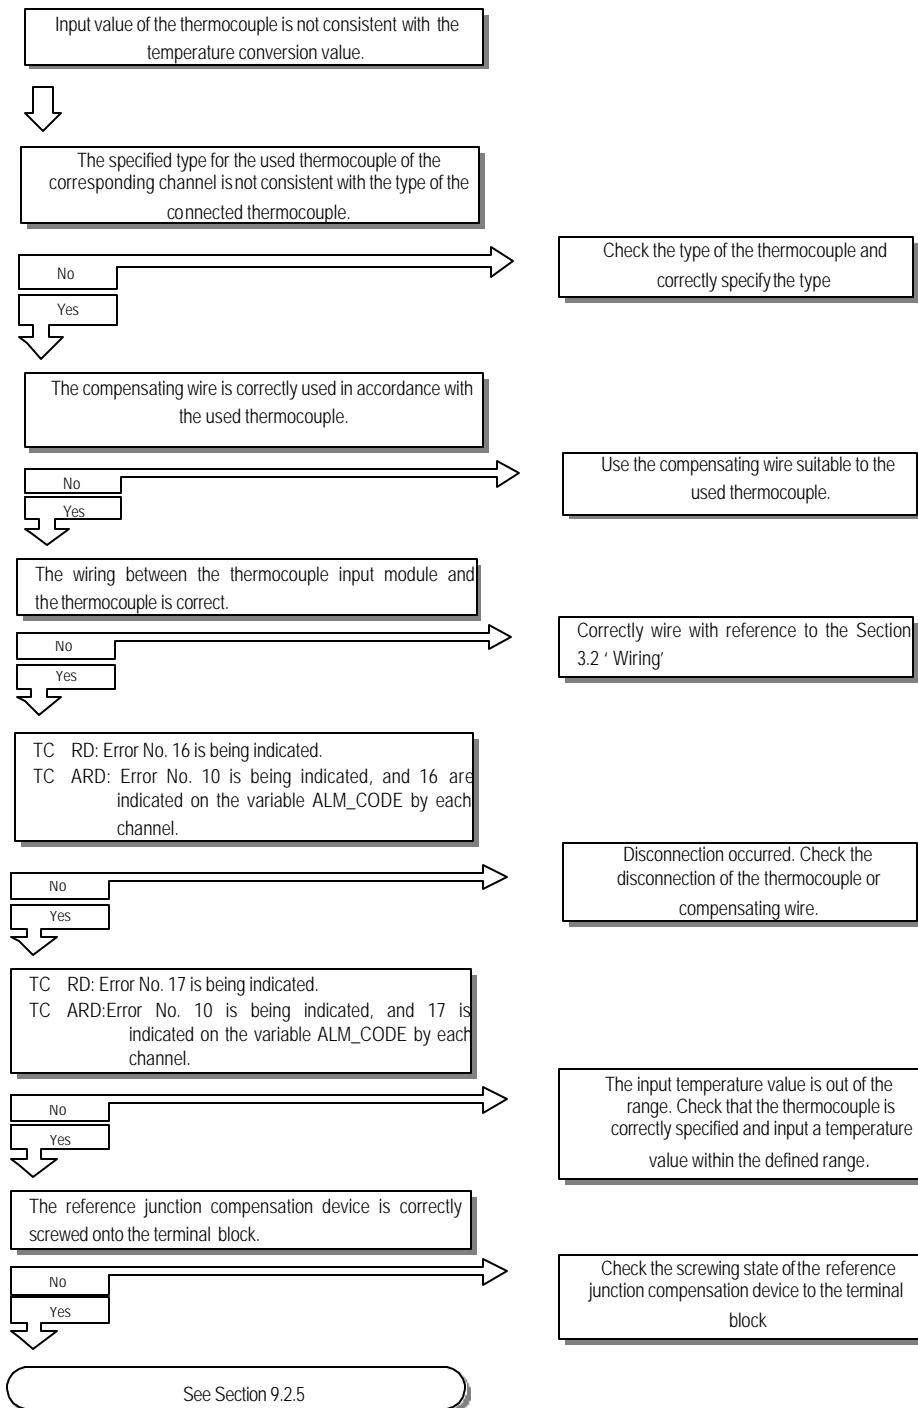 Input value of the thermocouple is not consistent with the
temperature conversion value.
The specified type for the used thermocouple of the
corresponding channel is not consistent with the type of the
connected thermocouple.
No
Check the type of the thermocouple and
correctly specify the type
Yes
The compensating wire is correctly used in accordance with
the used thermocouple.
No
Use the compensating wire suitable to the
used thermocouple.
Yes
The wiring between the thermocouple input module and
the thermocouple is correct.
No
Correctly wire with reference to the Section
3.2 ‘ Wiring’
Yes
TC RD: Error No. 16 is being indicated.
TC ARD: Error No. 10 is being indicated, and 16 are
indicated on the variable ALM_CODE by each
channel.
No
Disconnection occurred. Check the
disconnection of the thermocouple or
compensating wire.
Yes
TC RD: Error No. 17 is being indicated.
TC ARD:Error No. 10 is being indicated, and 17 is
indicated on the variable ALM_CODE by each
channel.
No
The input temperature value is out of the
range. Check that the thermocouple is
correctly specified and input a temperature
value within the defined range.
Yes
The reference junction compensation device is correctly
screwed onto the terminal block.
No
Check the screwing state of the reference
junction compensation device to the terminal
block
Yes
See Section 9.2.5